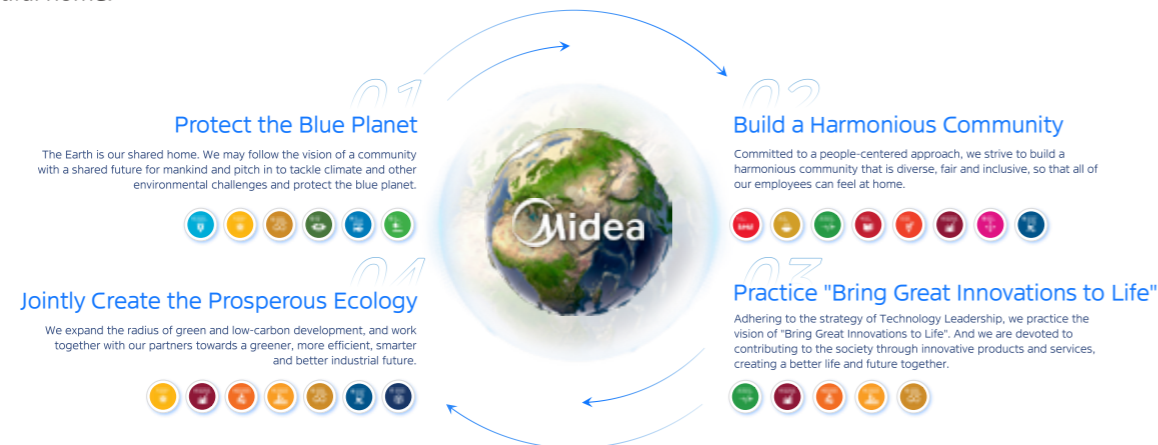 home.
01
Protect the Blue Planet
The Earth is our shared home. We may follow the vision of a community
with a shared future for mankind and pitch in to tackle climate and other
environmental challenges and protect the blue planet.
02
Build a Harmonious Community
Committed to a people-centered approach, we strive to build a
harmonious community that is diverse, fair and inclusive, so that all of
our employees can feel at home.
Midea
04
Jointly Create the Prosperous Ecology
We expand the radius of green and low-carbon development, and work
together with our partners towards a greener, more efficient, smarter
and better industrial future.
03
Practice "Bring Great Innovations to Life"
Adhering to the strategy of Technology Leadership, we practice the
vision of "Bring Great Innovations to Life". And we are devoted to
contributing to the society through innovative products and services,
creating a better life and future together.